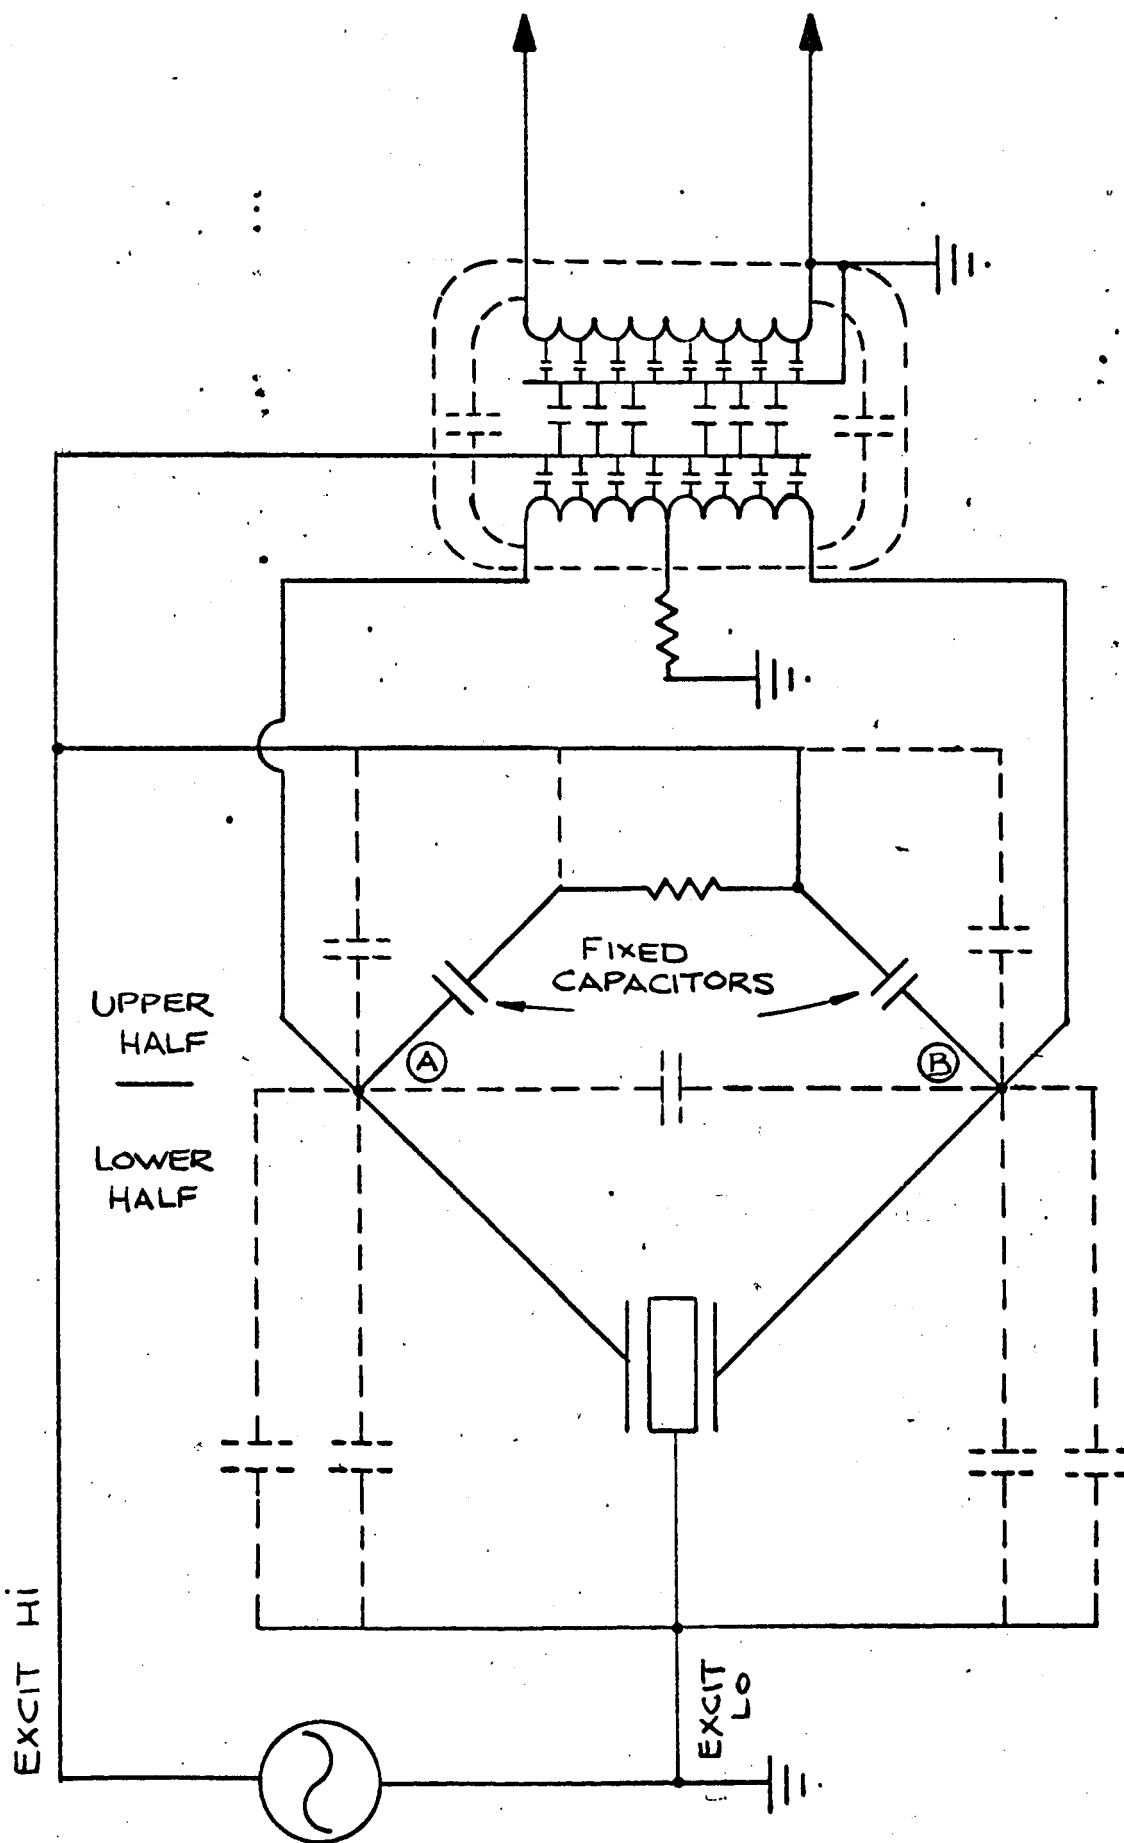 FIXED
CAPACITORS
UPPER
HALF
A
B
LOWER
HALF
EXCIT Hi
EXCIT
LO